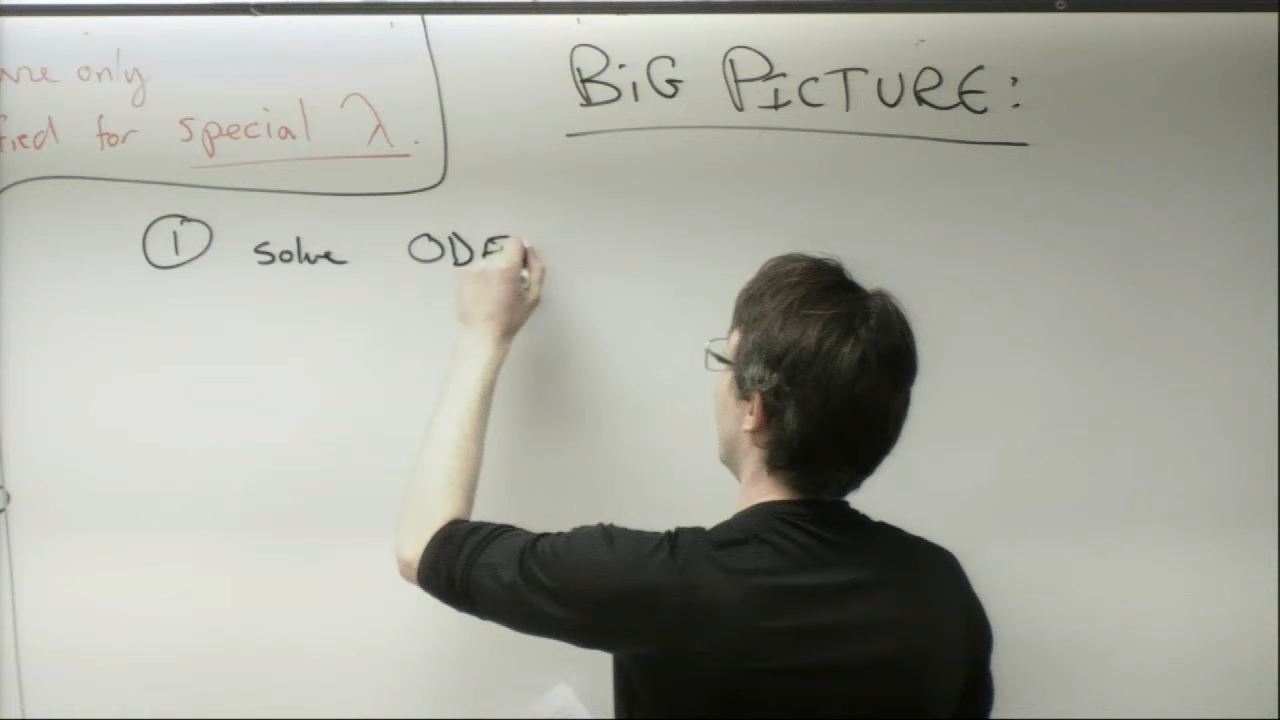 are only
fied for special λ.
BIG PICTURE:
① solve ODE